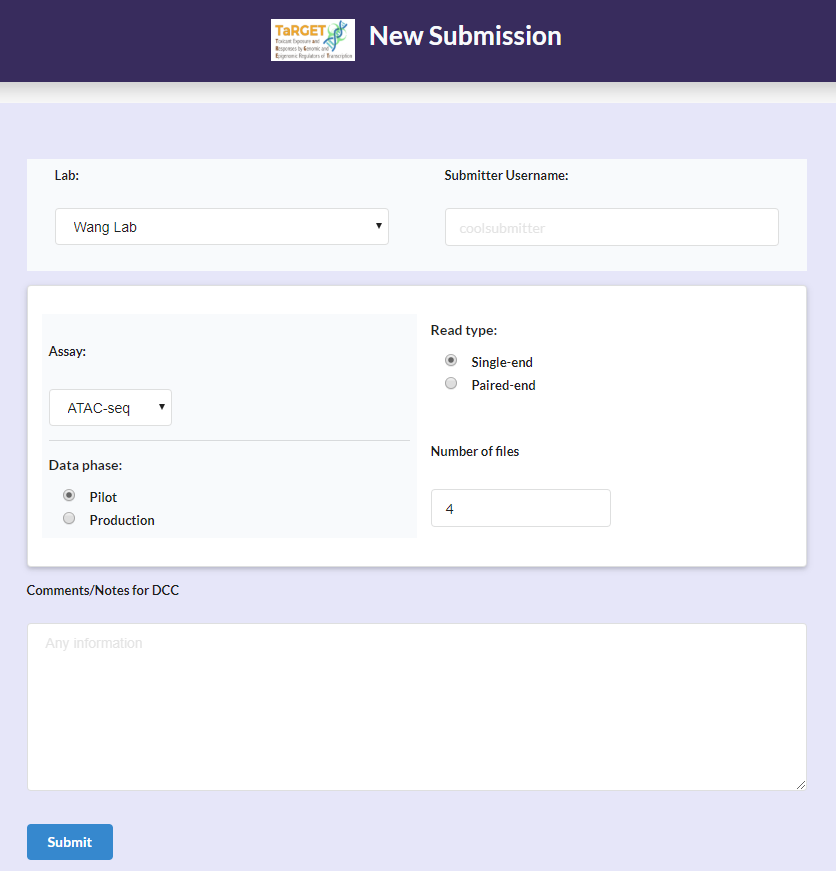 TaRGET
Toxicant Exposure and
Responses by Genomic and
Epigenomic Regulators of Transcription
New Submission
Lab:
Submitter Username:
Wang Lab
coolsubmitter
Assay:
Read type:
Single-end
Paired-end
ATAC-seq
Number of files
Data phase:
Pilot
Production
4
Comments/Notes for DCC
Any information
Submit